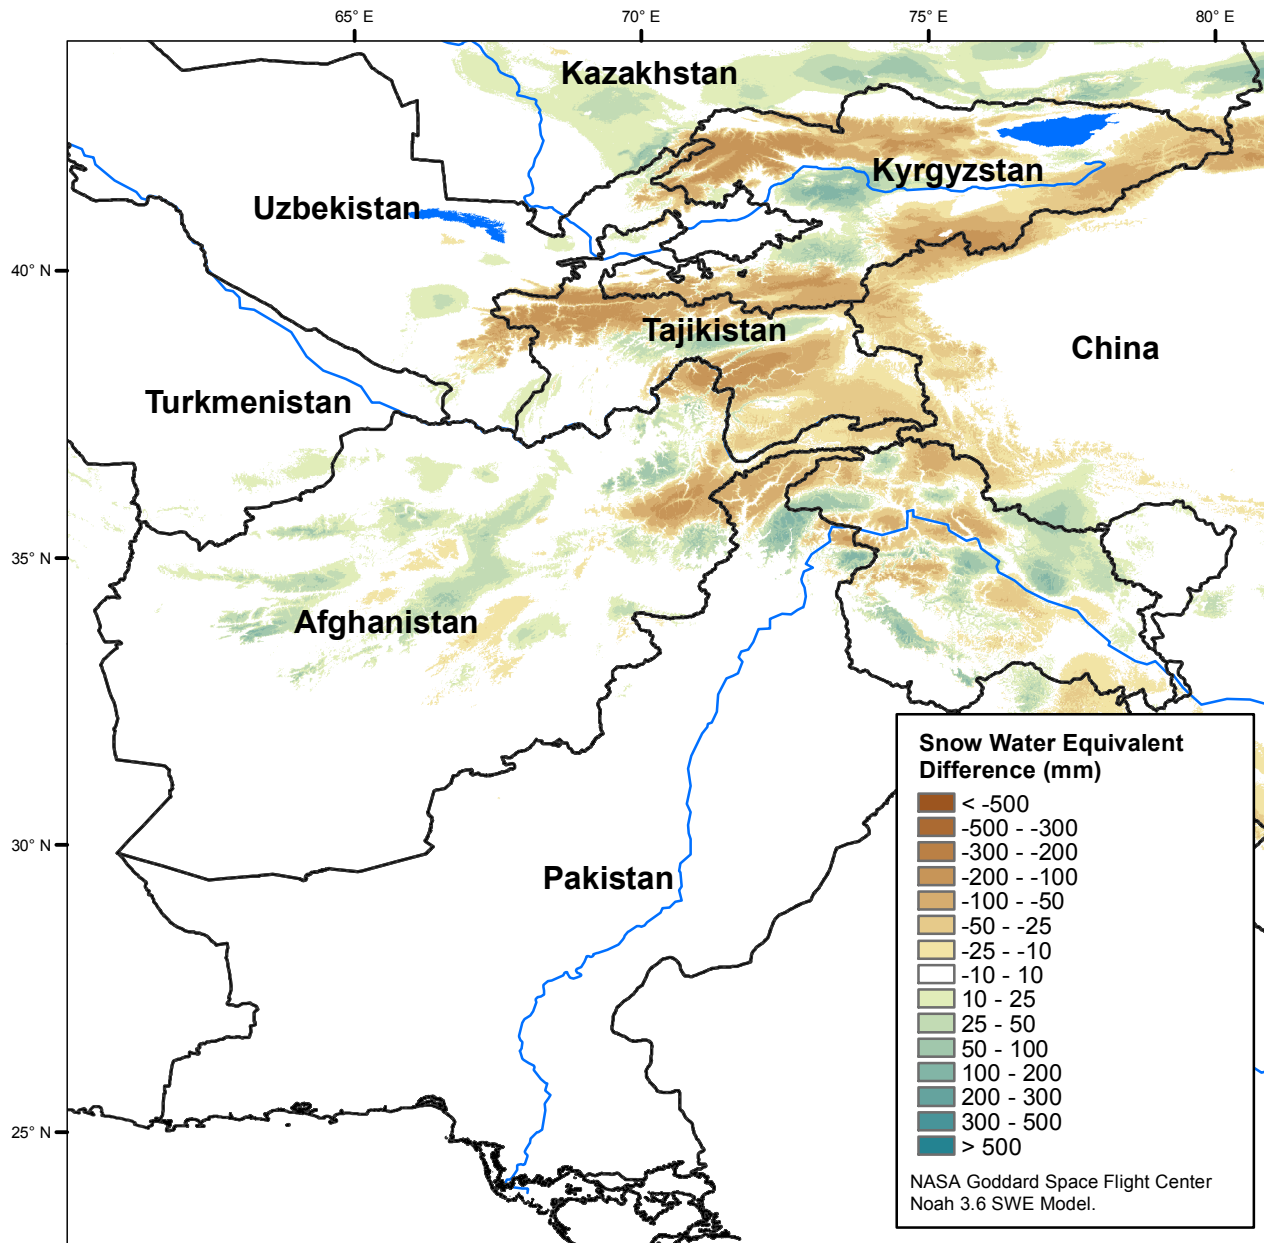 65° E 70° E 75° E 80° E
Kazakhstan
Kyrgyzstan
Uzbekistan
40° N
Tajikistan
China
Turkmenistan
35° N
Afghanistan
30° N
Pakistan
25° N
Snow Water Equivalent
Difference (mm)
< -500
-500 - -300
-300 - -200
-200 - -100
-100 - -50
-50 - -25
-25 - -10
-10 - 10
10 - 25
25 - 50
50 - 100
100 - 200
200 - 300
300 - 500
> 500
NASA Goddard Space Flight Center
Noah 3.6 SWE Model.